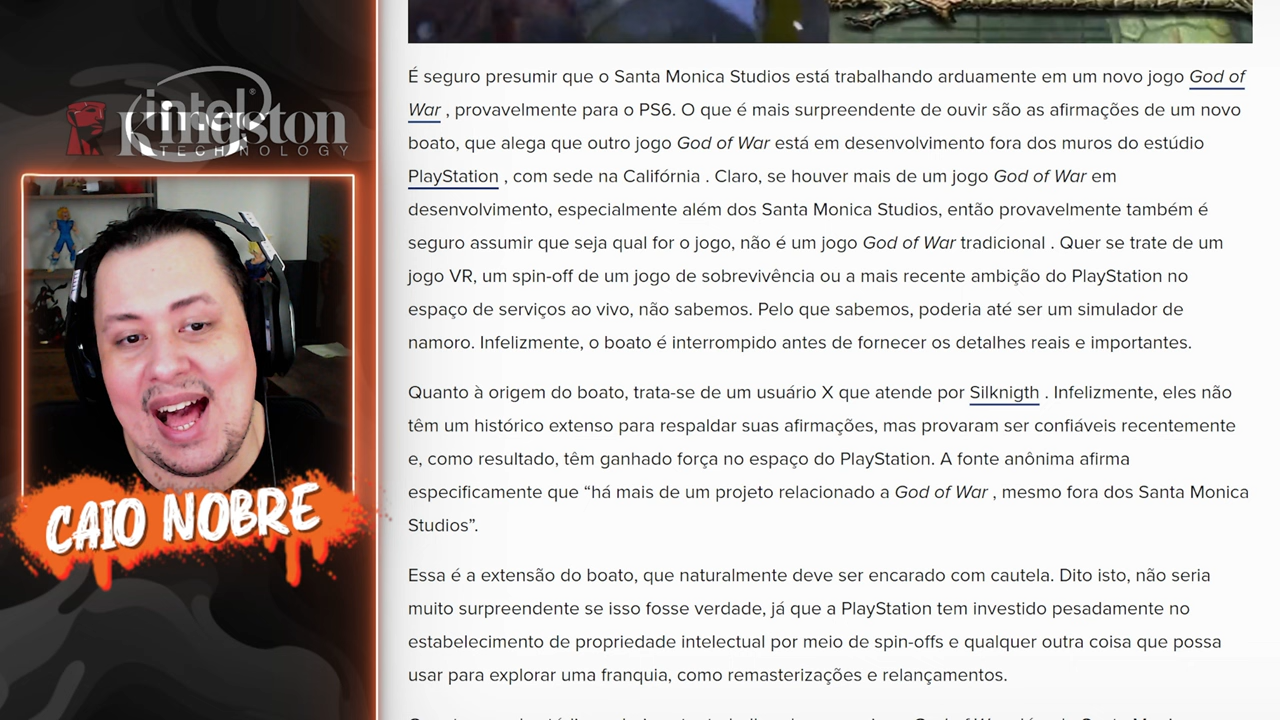 intel
Kingston
TECHNOLOGY
CAIO NOBRE
É seguro presumir que o Santa Monica Studios está trabalhando arduamente em um novo jogo God of
War , provavelmente para o PS6. O que é mais surpreendente de ouvir são as afirmações de um novo
boato, que alega que outro jogo God of War está em desenvolvimento fora dos muros do estúdio
PlayStation , com sede na Califórnia . Claro, se houver mais de um jogo God of War em
desenvolvimento, especialmente além dos Santa Monica Studios, então provavelmente também é
seguro assumir que seja qual for o jogo, não é um jogo God of War tradicional . Quer se trate de um
jogo VR, um spin-off de um jogo de sobrevivência ou a mais recente ambição do PlayStation no
espaço de serviços ao vivo, não sabemos. Pelo que sabemos, poderia até ser um simulador de
namoro. Infelizmente, o boato é interrompido antes de fornecer os detalhes reais e importantes.
Quanto à origem do boato, trata-se de um usuário X que atende por Silknigth . Infelizmente, eles não
têm um histórico extenso para respaldar suas afirmações, mas provaram ser confiáveis recentemente
e, como resultado, têm ganhado força no espaço do PlayStation. A fonte anônima afirma
especificamente que “há mais de um projeto relacionado a God of War , mesmo fora dos Santa Monica
Studios”.
Essa é a extensão do boato, que naturalmente deve ser encarado com cautela. Dito isto, não seria
muito surpreendente se isso fosse verdade, já que a PlayStation tem investido pesadamente no
estabelecimento de propriedade intelectual por meio de spin-offs e qualquer outra coisa que possa
usar para explorar uma franquia, como remasterizações e relançamentos.